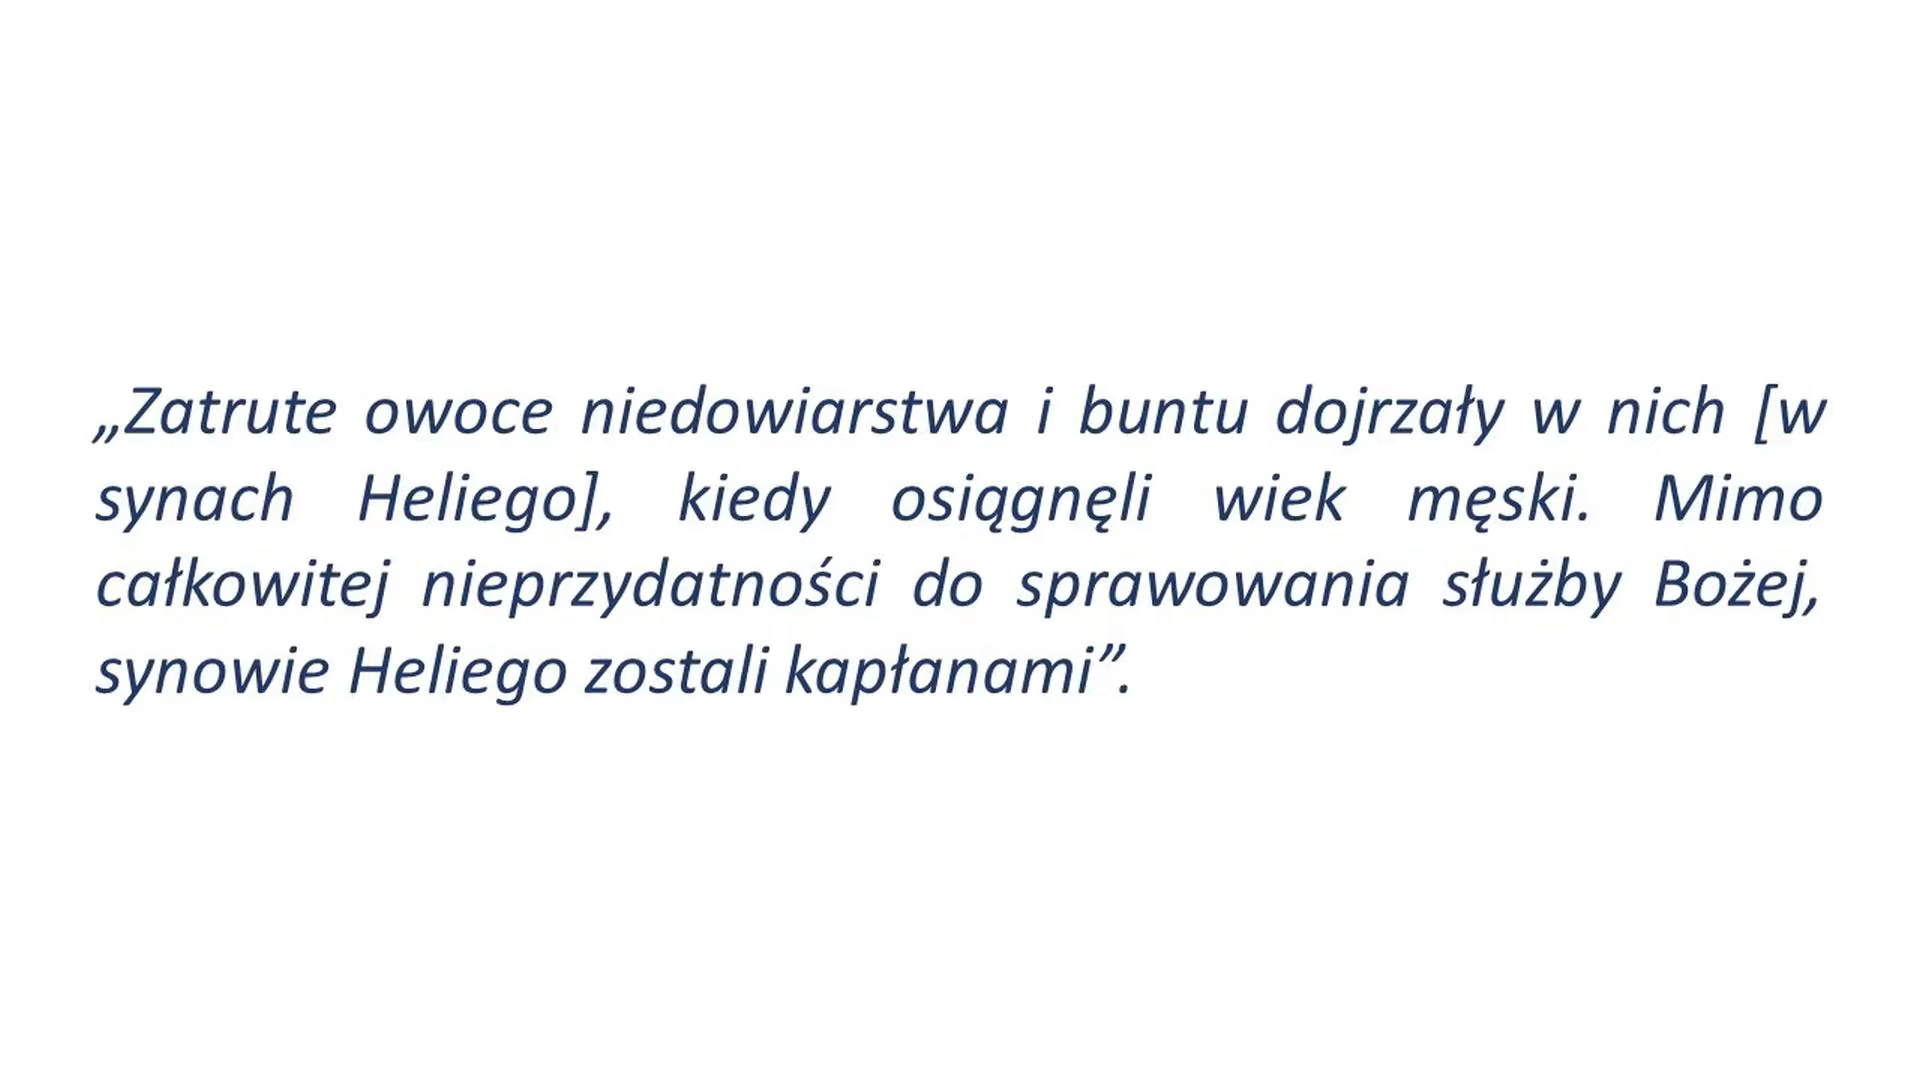 „Zatrute owoce niedowiarstwa i buntu dojrzały w nich [w
synach Heliego], kiedy osiągnęli wiek męski. Mimo
całkowitej nieprzydatności do sprawowania służby Bożej,
synowie Heliego zostali kapłanami”.